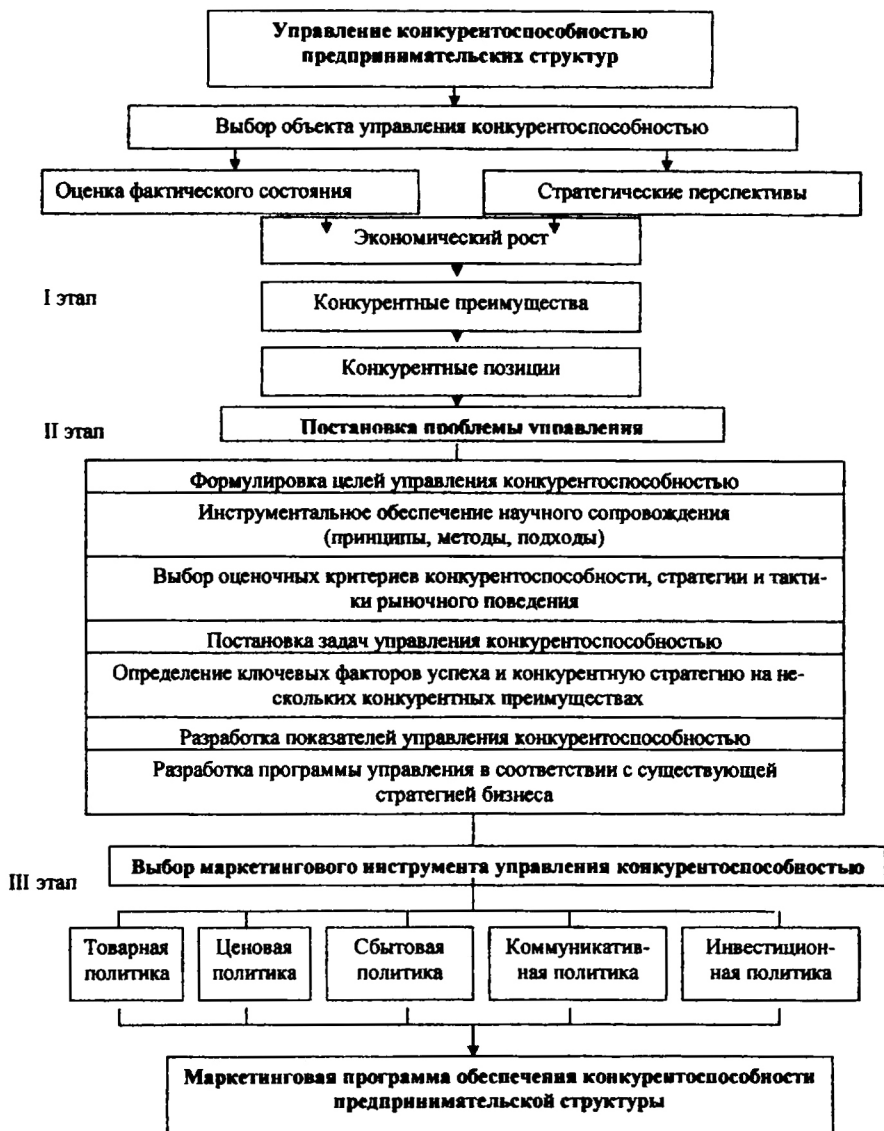 Управление конкурентоспособностью
предпринимательских структур
Выбор объекта управления конкурентоспособностью
Оценка фактического состояния
Стратегические перспективы
Экономический рост
I этап
Конкурентные преимущества
Конкурентные позиции
II этап
Постановка проблемы управления
Формулировка целей управления конкурентоспособностью
Инструментальное обеспечение научного сопровождения
(принципы, методы, подходы)
Выбор оценочных критериев конкурентоспособности, стратегии и такти-
ки рыночного поведения
Постановка задач управления конкурентоспособностью
Определение ключевых факторов успеха и конкурентную стратегию на не-
скольких конкурентных преимуществах
Разработка показателей управления конкурентоспособностью
Разработка программы управления в соответствии с существующей
стратегией бизнеса
Выбор маркетингового инструмента управления конкурентоспособностью
III этап
Товарная
политика
Ценовая
политика
Сбытовая
политика
Коммуникатив-
ная политика
Инвестицион-
ная политика
Маркетинговая программа обеспечения конкурентоспособности
предпринимательской структуры